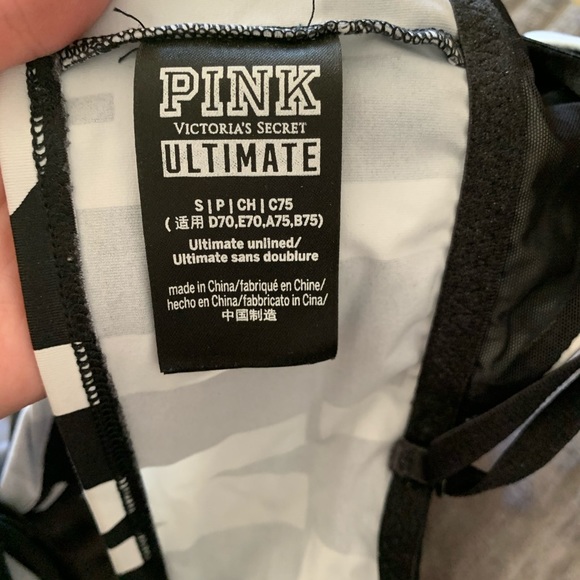 PINK
VICTORIA'S SECRET
ULTIMATE
S | P | CH | C75
( 适用 D70,E70,A75,B75)
Ultimate unlined/
Ultimate sans doublure
made in China/fabriqué en Chine/
hecho en China/fabbricato in Cina/
中国制造